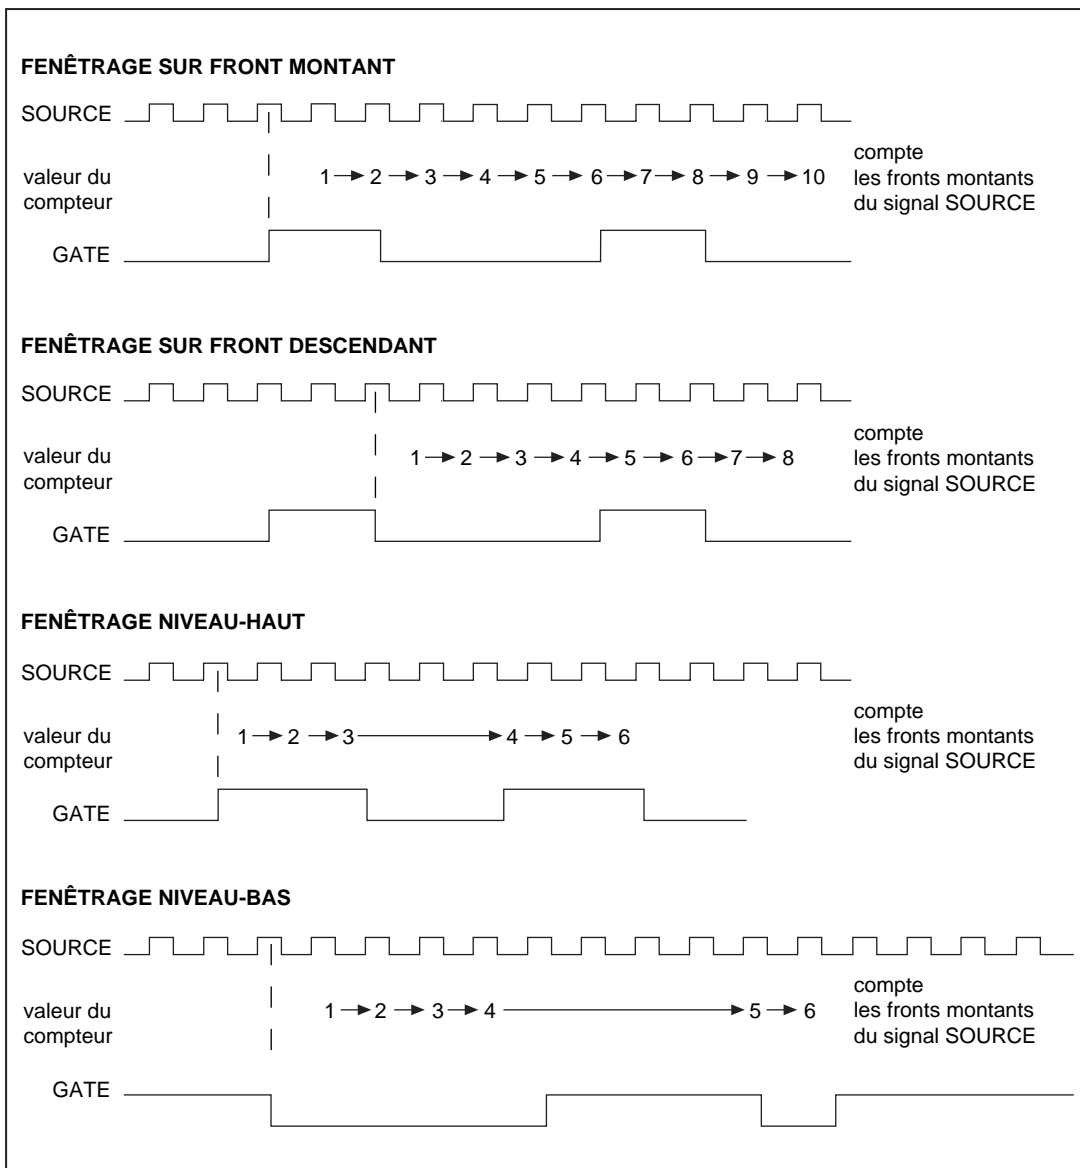 FENÊTRAGE SUR FRONT MONTANT
SOURCE
valeur du
compteur
1 2 3 4 5 6 7 8 9 10
compte
les fronts montants
du signal SOURCE
GATE
FENÊTRAGE SUR FRONT DESCENDANT
SOURCE
valeur du
compteur
1 2 3 4 5 6 7 8
compte
les fronts montants
du signal SOURCE
GATE
FENÊTRAGE NIVEAU-HAUT
SOURCE
valeur du
compteur
1 2 3 4 5 6
compte
les fronts montants
du signal SOURCE
GATE
FENÊTRAGE NIVEAU-BAS
SOURCE
valeur du
compteur
1 2 3 4 5 6
compte
les fronts montants
du signal SOURCE
GATE